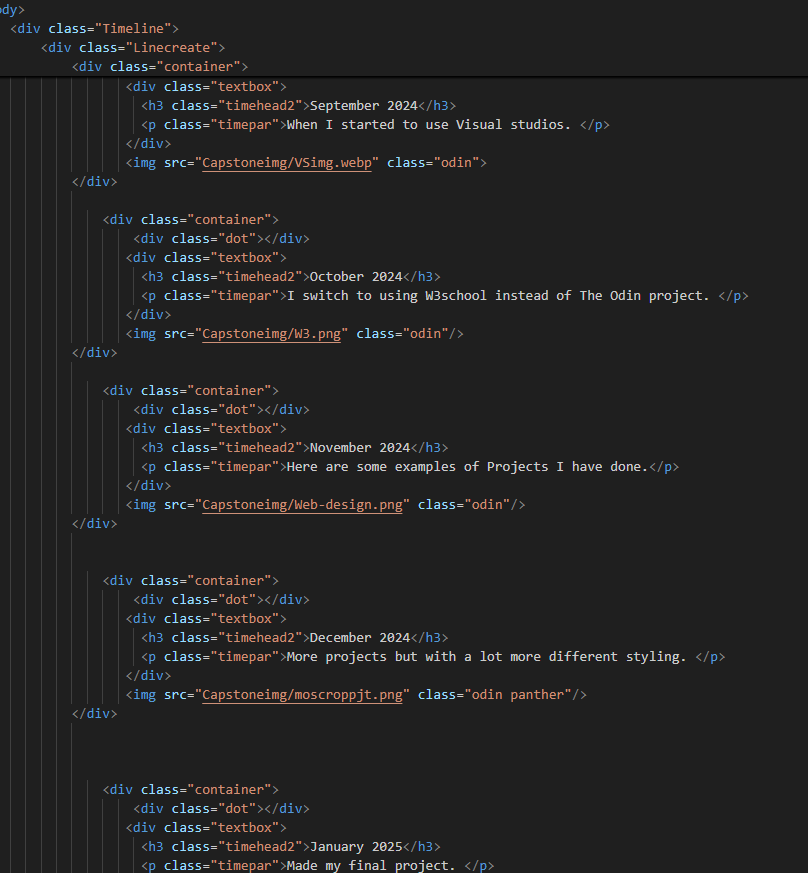 ody>
<div class="Timeline">
<div class="Linecreate">
<div class="container">
<div class="textbox">
<h3 class="timehead2">September 2024</h3>
<p class="timepar">When I started to use Visual studios. </p>
</div>
<img src="Capstoneimg/VSimg.webp" class="odin">
</div>
<div class="container">
<div class="dot"></div>
<div class="textbox">
<h3 class="timehead2">October 2024</h3>
<p class="timepar">I switch to using W3school instead of The Odin project. </p>
</div>
<img src="Capstoneimg/W3.png" class="odin"/>
</div>
<div class="container">
<div class="dot"></div>
<div class="textbox">
<h3 class="timehead2">November 2024</h3>
<p class="timepar">Here are some examples of Projects I have done.</p>
</div>
<img src="Capstoneimg/Web-design.png" class="odin"/>
</div>
<div class="container">
<div class="dot"></div>
<div class="textbox">
<h3 class="timehead2">December 2024</h3>
<p class="timepar">More projects but with a lot more different styling. </p>
</div>
<img src="Capstoneimg/moscroppjt.png" class="odin panther"/>
</div>
<div class="container">
<div class="dot"></div>
<div class="textbox">
<h3 class="timehead2">January 2025</h3>
<p class="timepar">Made my final project. </p>